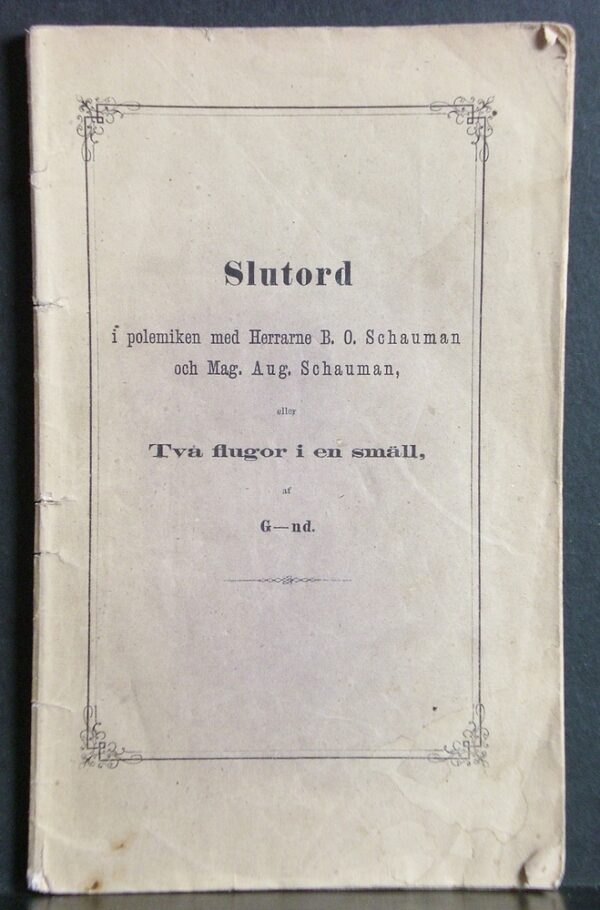 Slutord
i polemiken med Herrarne B. O. Schauman
och Mag. Aug. Schauman,
eller
Två flugor i en smäll,
af
G—nd.